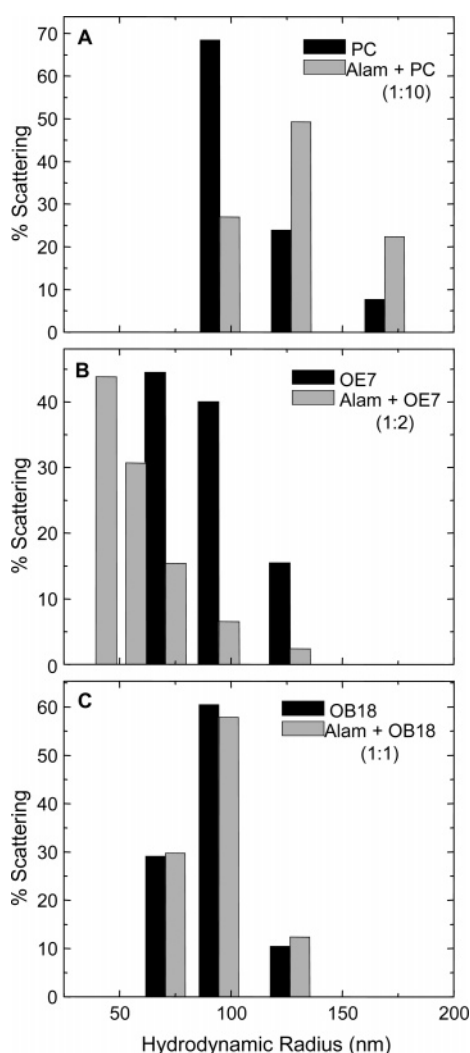 A
PC
Alam + PC
(1:10)
% Scattering
70
60
50
40
30
20
10
0
B
OE7
Alam + OE7
(1:2)
% Scattering
40
30
20
10
0
C
OB18
Alam + OB18
(1:1)
% Scattering
60
50
40
30
20
10
0
50 100 150 200
Hydrodynamic Radius (nm)